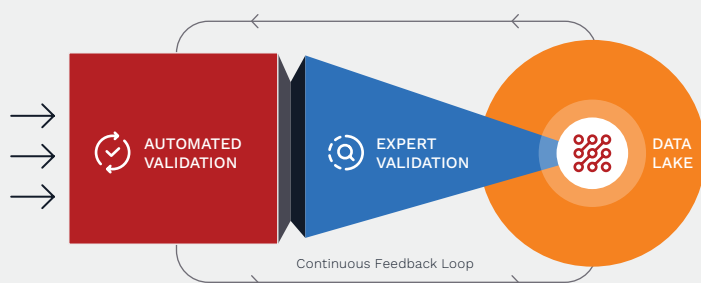 AUTOMATED
VALIDATION
EXPERT
VALIDATION
DATA
LAKE
Continuous Feedback Loop